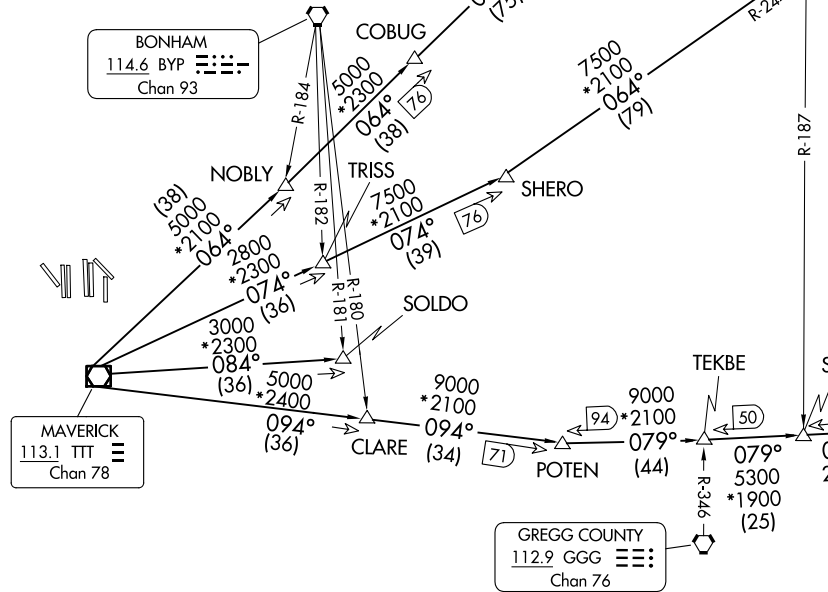 (75)
R-24
BONHAM
114.6 BYP
Chan 93
COBUG
5000
*2300
064°
(38)
76
7500
*2100
064°
(79)
R-184
R-187
NOBLY
TRISS
SHERO
(38)
5000
*2100
064°
R-182
7500
*2100
074°
(39)
76
2800
*2300
074°
(36)
R-181
R-180
SOLDO
3000
*2300
084°
(36)
5000
*2400
094°
(36)
CLARE
9000
*2100
094°
(34)
71
94
POTEN
9000
*2100
079°
(44)
TEKBE
50
079°
5300
*1900
(25)
S
0
2
MAVERICK
113.1 TTT
Chan 78
R-346
GREGG COUNTY
112.9 GGG
Chan 76